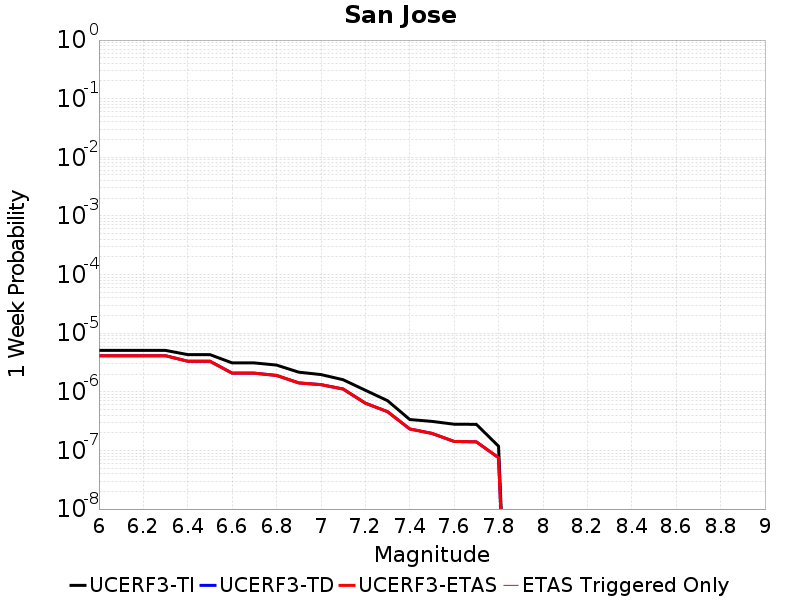 San Jose
1 Week Probability
10^0
10^-1
10^-2
10^-3
10^-4
10^-5
10^-6
10^-7
10^-8
6 6.2 6.4 6.6 6.8 7 7.2 7.4 7.6 7.8 8 8.2 8.4 8.6 8.8 9
Magnitude
UCERF3-TI UCERF3-TD UCERF3-ETAS ETAS Triggered Only